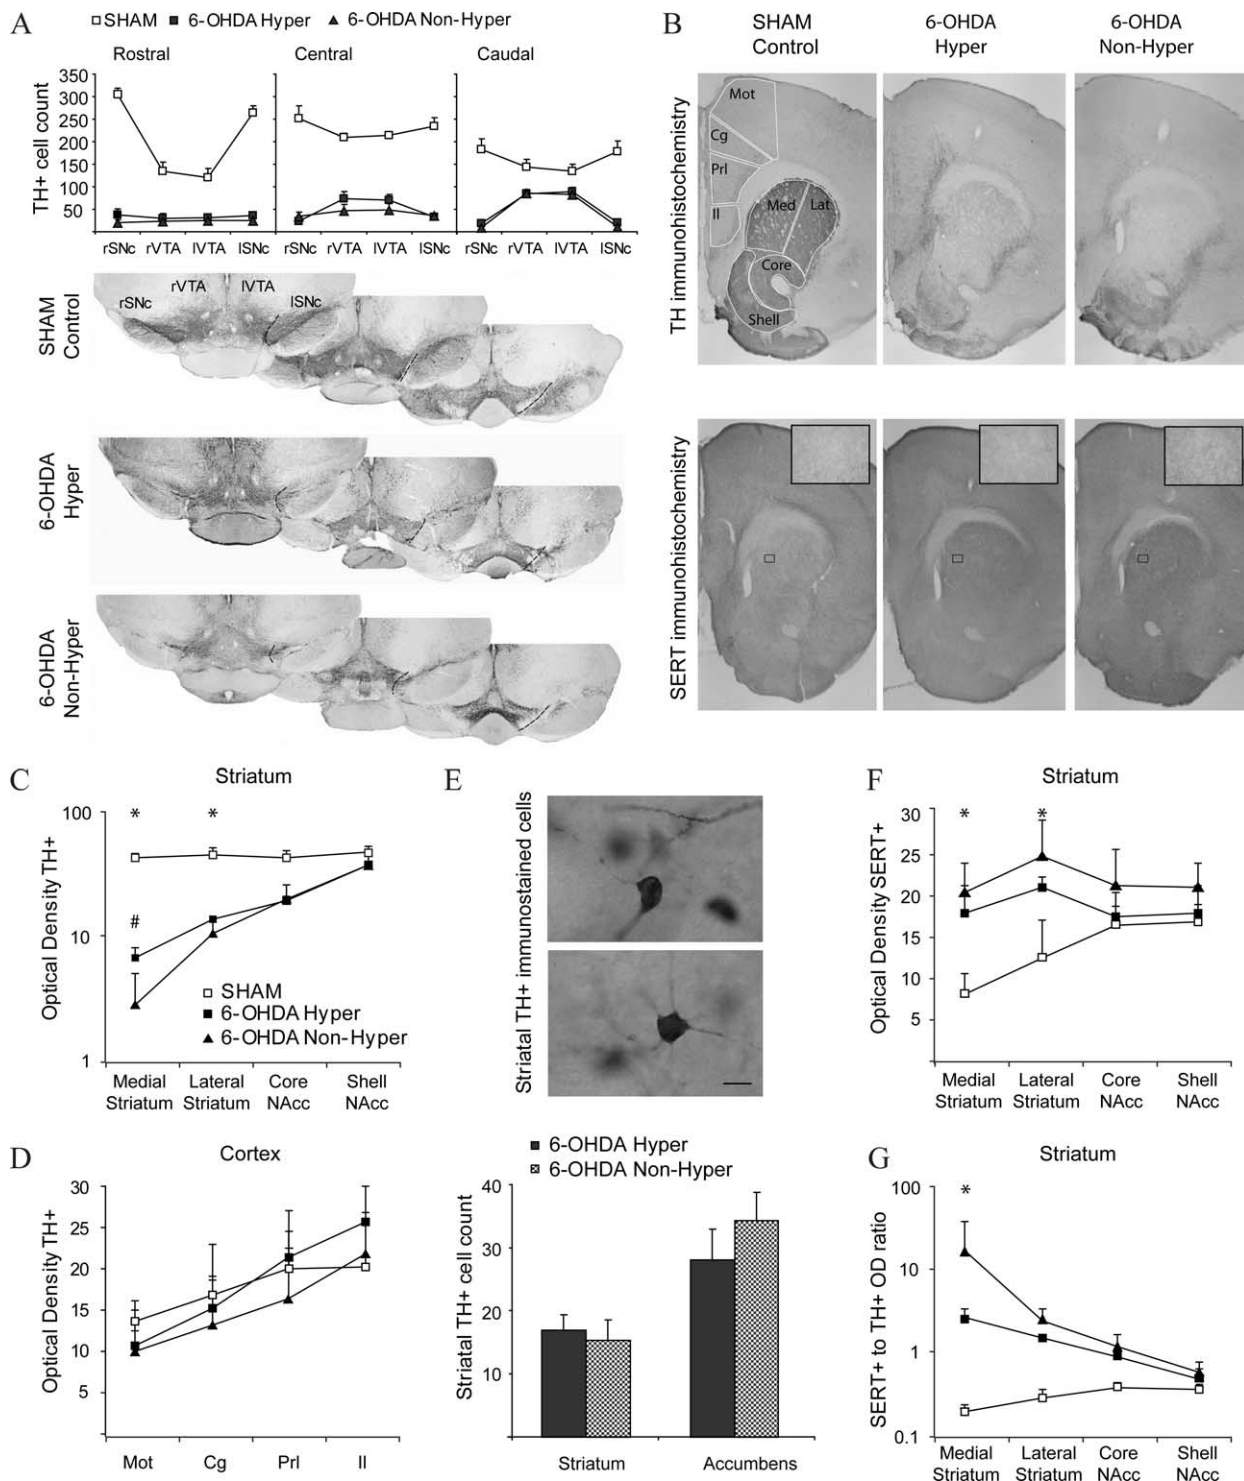 A
SHAM 6-OHDA Hyper 6-OHDA Non-Hyper
Rostral Central Caudal
TH+ cell count
350
300
250
200
150
100
50
rSNc rVTA lVTA lSNc rSNc rVTA lVTA lSNc rSNc rVTA lVTA lSNc
SHAM
Control
rSNc rVTA lVTA lSNc
6-OHDA
Hyper
6-OHDA
Non-Hyper
B
SHAM
Control
6-OHDA
Hyper
6-OHDA
Non-Hyper
TH immunohistochemistry
Mot
Cg
Prl
Il
Med Lat
Core
Shell
SERT immunohistochemistry
C
Striatum
Optical Density TH+
100
10
1
*
*
#
SHAM
6-OHDA Hyper
6-OHDA Non-Hyper
Medial
Striatum
Lateral
Striatum
Core
NAcc
Shell
NAcc
D
Cortex
Optical Density TH+
30
25
20
15
10
5
Mot Cg Prl Il
E
Striatal TH+ immunostained cells
6-OHDA Hyper
6-OHDA Non-Hyper
Striatal TH+ cell count
40
30
20
10
Striatum Accumbens
F
Striatum
Optical Density SERT+
30
25
20
15
10
5
*
*
Medial
Striatum
Lateral
Striatum
Core
NAcc
Shell
NAcc
G
Striatum
SERT+ to TH+ OD ratio
100
10
1
0.1
*
Medial
Striatum
Lateral
Striatum
Core
NAcc
Shell
NAcc